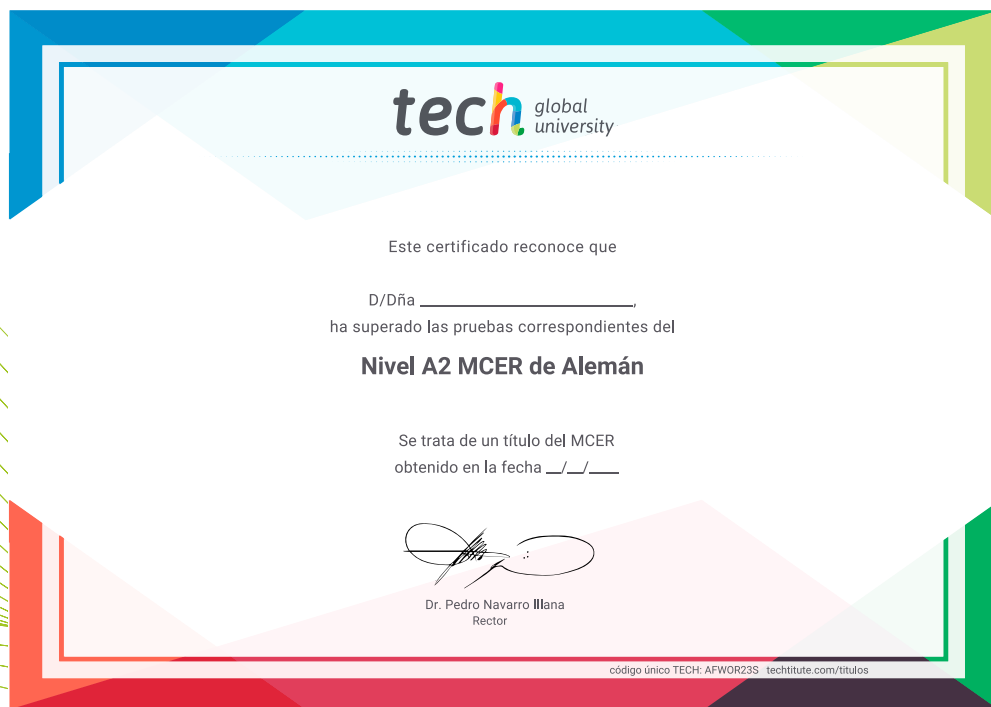 tech global university
Este certificado reconoce que
D/Dña ____________________,
ha superado las pruebas correspondientes del
Nivel A2 MCER de Alemán
Se trata de un título del MCER
obtenido en la fecha __/__/____
Dr. Pedro Navarro Illana
Rector
código único TECH: AFWOR23S techtitute.com/titulos